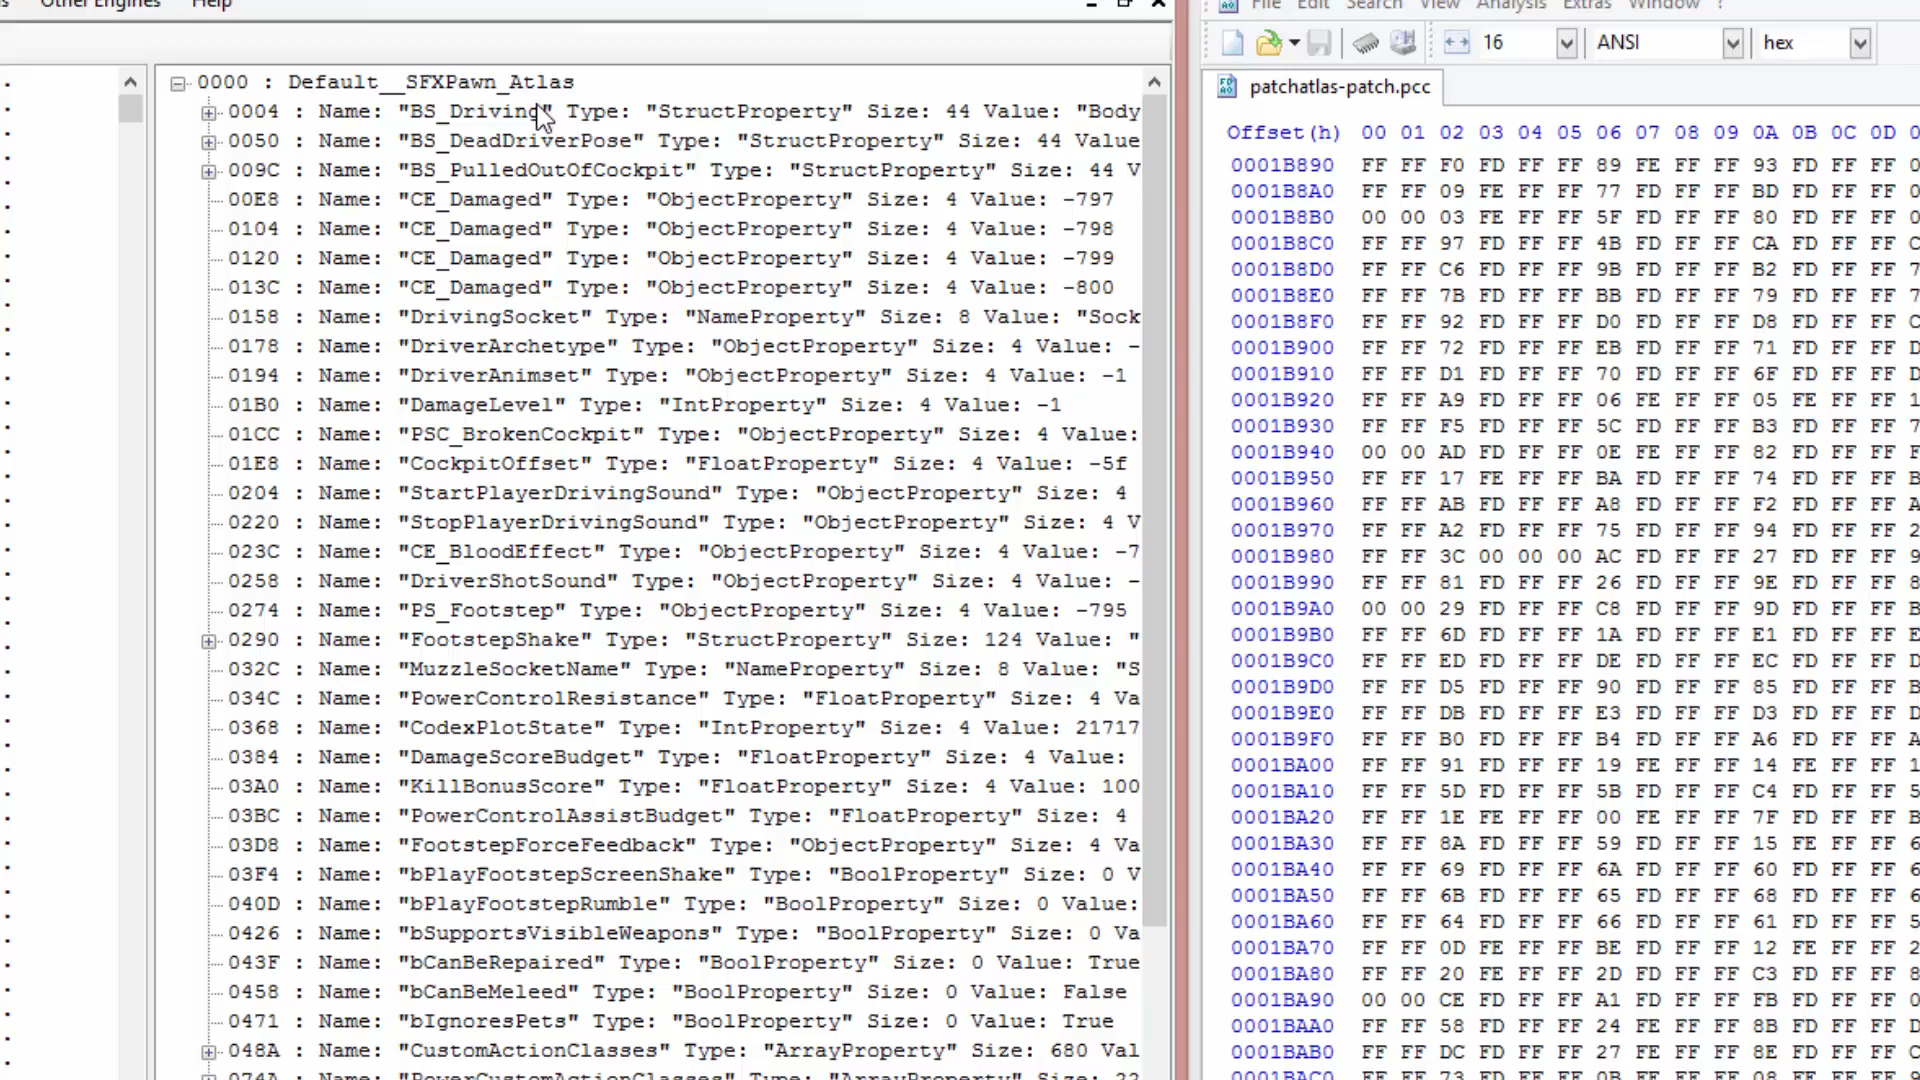 Other Engines Help
File Edit Search View Analysis Extras Window ?
16 ANSI hex
patchatlas-patch.pcc
0000 : Default__SFXPawn_Atlas
0004 : Name: "BS_Driving" Type: "StructProperty" Size: 44 Value: "Body
0050 : Name: "BS_DeadDriverPose" Type: "StructProperty" Size: 44 Value
009C : Name: "BS_PulledOutOfCockpit" Type: "StructProperty" Size: 44 V
00E8 : Name: "CE_Damaged" Type: "ObjectProperty" Size: 4 Value: -797
0104 : Name: "CE_Damaged" Type: "ObjectProperty" Size: 4 Value: -798
0120 : Name: "CE_Damaged" Type: "ObjectProperty" Size: 4 Value: -799
013C : Name: "CE_Damaged" Type: "ObjectProperty" Size: 4 Value: -800
0158 : Name: "DrivingSocket" Type: "NameProperty" Size: 8 Value: "Sock
0178 : Name: "DriverArchetype" Type: "ObjectProperty" Size: 4 Value: -
0194 : Name: "DriverAnimset" Type: "ObjectProperty" Size: 4 Value: -1
01B0 : Name: "DamageLevel" Type: "IntProperty" Size: 4 Value: -1
01CC : Name: "PSC_BrokenCockpit" Type: "ObjectProperty" Size: 4 Value:
01E8 : Name: "CockpitOffset" Type: "FloatProperty" Size: 4 Value: -5f
0204 : Name: "StartPlayerDrivingSound" Type: "ObjectProperty" Size: 4
0220 : Name: "StopPlayerDrivingSound" Type: "ObjectProperty" Size: 4 V
023C : Name: "CE_BloodEffect" Type: "ObjectProperty" Size: 4 Value: -7
0258 : Name: "DriverShotSound" Type: "ObjectProperty" Size: 4 Value: -
0274 : Name: "PS_Footstep" Type: "ObjectProperty" Size: 4 Value: -795
0290 : Name: "FootstepShake" Type: "StructProperty" Size: 124 Value: "
032C : Name: "MuzzleSocketName" Type: "NameProperty" Size: 8 Value: "S
034C : Name: "PowerControlResistance" Type: "FloatProperty" Size: 4 Va
0368 : Name: "CodexPlotState" Type: "IntProperty" Size: 4 Value: 21717
0384 : Name: "DamageScoreBudget" Type: "FloatProperty" Size: 4 Value:
03A0 : Name: "KillBonusScore" Type: "FloatProperty" Size: 4 Value: 100
03BC : Name: "PowerControlAssistBudget" Type: "FloatProperty" Size: 4
03D8 : Name: "FootstepForceFeedback" Type: "ObjectProperty" Size: 4 Va
03F4 : Name: "bPlayFootstepScreenShake" Type: "BoolProperty" Size: 0 V
040D : Name: "bPlayFootstepRumble" Type: "BoolProperty" Size: 0 Value:
0426 : Name: "bSupportsVisibleWeapons" Type: "BoolProperty" Size: 0 Va
043F : Name: "bCanBeRepaired" Type: "BoolProperty" Size: 0 Value: True
0458 : Name: "bCanBeMeleed" Type: "BoolProperty" Size: 0 Value: False
0471 : Name: "bIgnoresPets" Type: "BoolProperty" Size: 0 Value: True
048A : Name: "CustomActionClasses" Type: "ArrayProperty" Size: 680 Val
Offset(h) 00 01 02 03 04 05 06 07 08 09 0A 0B 0C 0D 0
0001B890 FF FF F0 FD FF FF 89 FE FF FF 93 FD FF FF 0
0001B8A0 FF FF 09 FE FF FF 77 FD FF FF BD FD FF FF 0
0001B8B0 00 00 03 FE FF FF 5F FD FF FF 80 FD FF FF 0
0001B8C0 FF FF 97 FD FF FF 4B FD FF FF CA FD FF FF C
0001B8D0 FF FF C6 FD FF FF 9B FD FF FF B2 FD FF FF 7
0001B8E0 FF FF 7B FD FF FF BB FD FF FF 79 FD FF FF 7
0001B8F0 FF FF 92 FD FF FF D0 FD FF FF D8 FD FF FF C
0001B900 FF FF 72 FD FF FF EB FD FF FF 71 FD FF FF D
0001B910 FF FF D1 FD FF FF 70 FD FF FF 6F FD FF FF D
0001B920 FF FF A9 FD FF FF 06 FE FF FF 05 FE FF FF 1
0001B930 FF FF F5 FD FF FF 5C FD FF FF B3 FD FF FF 7
0001B940 00 00 AD FD FF FF 0E FE FF FF 82 FD FF FF F
0001B950 FF FF 17 FE FF FF BA FD FF FF 74 FD FF FF B
0001B960 FF FF AB FD FF FF A8 FD FF FF F2 FD FF FF A
0001B970 FF FF A2 FD FF FF 75 FD FF FF 94 FD FF FF 2
0001B980 FF FF 3C 00 00 00 AC FD FF FF 27 FD FF FF 9
0001B990 FF FF 81 FD FF FF 26 FD FF FF 9E FD FF FF 8
0001B9A0 00 00 29 FD FF FF C8 FD FF FF 9D FD FF FF B
0001B9B0 FF FF 6D FD FF FF 1A FD FF FF E1 FD FF FF E
0001B9C0 FF FF ED FD FF FF DE FD FF FF EC FD FF FF D
0001B9D0 FF FF D5 FD FF FF 90 FD FF FF 85 FD FF FF B
0001B9E0 FF FF DB FD FF FF E3 FD FF FF D3 FD FF FF D
0001B9F0 FF FF B0 FD FF FF B4 FD FF FF A6 FD FF FF A
0001BA00 FF FF 91 FD FF FF 19 FE FF FF 14 FE FF FF 1
0001BA10 FF FF 5D FD FF FF 5B FD FF FF C4 FD FF FF 5
0001BA20 FF FF 1E FE FF FF 00 FE FF FF 7F FD FF FF B
0001BA30 FF FF 8A FD FF FF 59 FD FF FF 15 FE FF FF 6
0001BA40 FF FF 69 FD FF FF 6A FD FF FF 60 FD FF FF 6
0001BA50 FF FF 6B FD FF FF 65 FD FF FF 68 FD FF FF 6
0001BA60 FF FF 64 FD FF FF 66 FD FF FF 61 FD FF FF 5
0001BA70 FF FF 0D FE FF FF BE FD FF FF 12 FE FF FF 2
0001BA80 FF FF 20 FE FF FF 2D FD FF FF C3 FD FF FF 8
0001BA90 00 00 CE FD FF FF A1 FD FF FF FB FD FF FF 0
0001BAA0 FF FF 58 FD FF FF 24 FE FF FF 8B FD FF FF D
0001BAB0 FF FF DC FD FF FF 27 FE FF FF 8E FD FF FF C